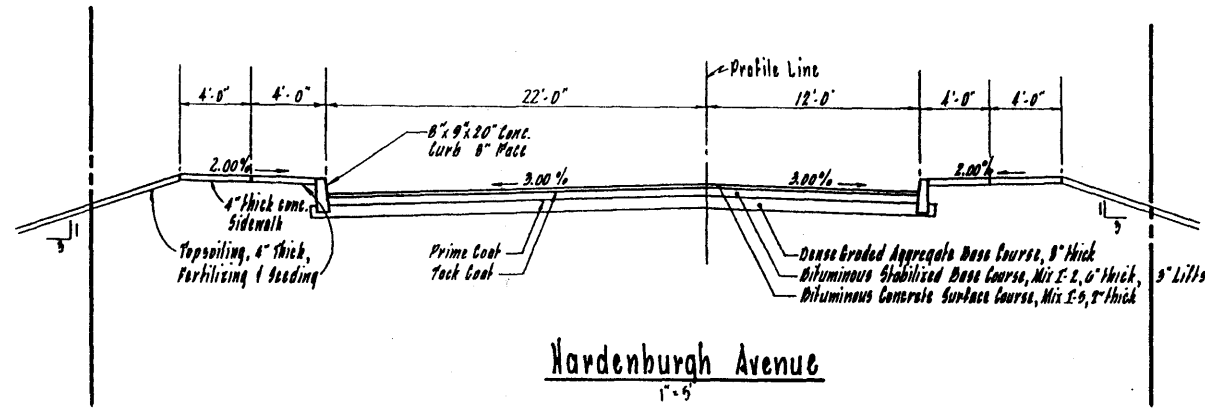 Profile Line
4'-0" 4'-0" 22'-0" 12'-0" 4'-0" 4'-0"
8"x 9"x 20" Conc.
Curb 8" Face
2.00% 3.00% 3.00% 2.00%
4" thick conc.
Sidewalk
1
3
1
3
Topsoiling, 4" Thick,
Fertilizing & Seeding
Prime Coat
Tack Coat
Dense Graded Aggregate Base Course, 8" thick
Bituminous Stabilized Base Course, Mix I-2, 6" thick, 3" Lifts
Bituminous Concrete Surface Course, Mix I-5, 2" thick
Hardenburgh Avenue
1" = 5'